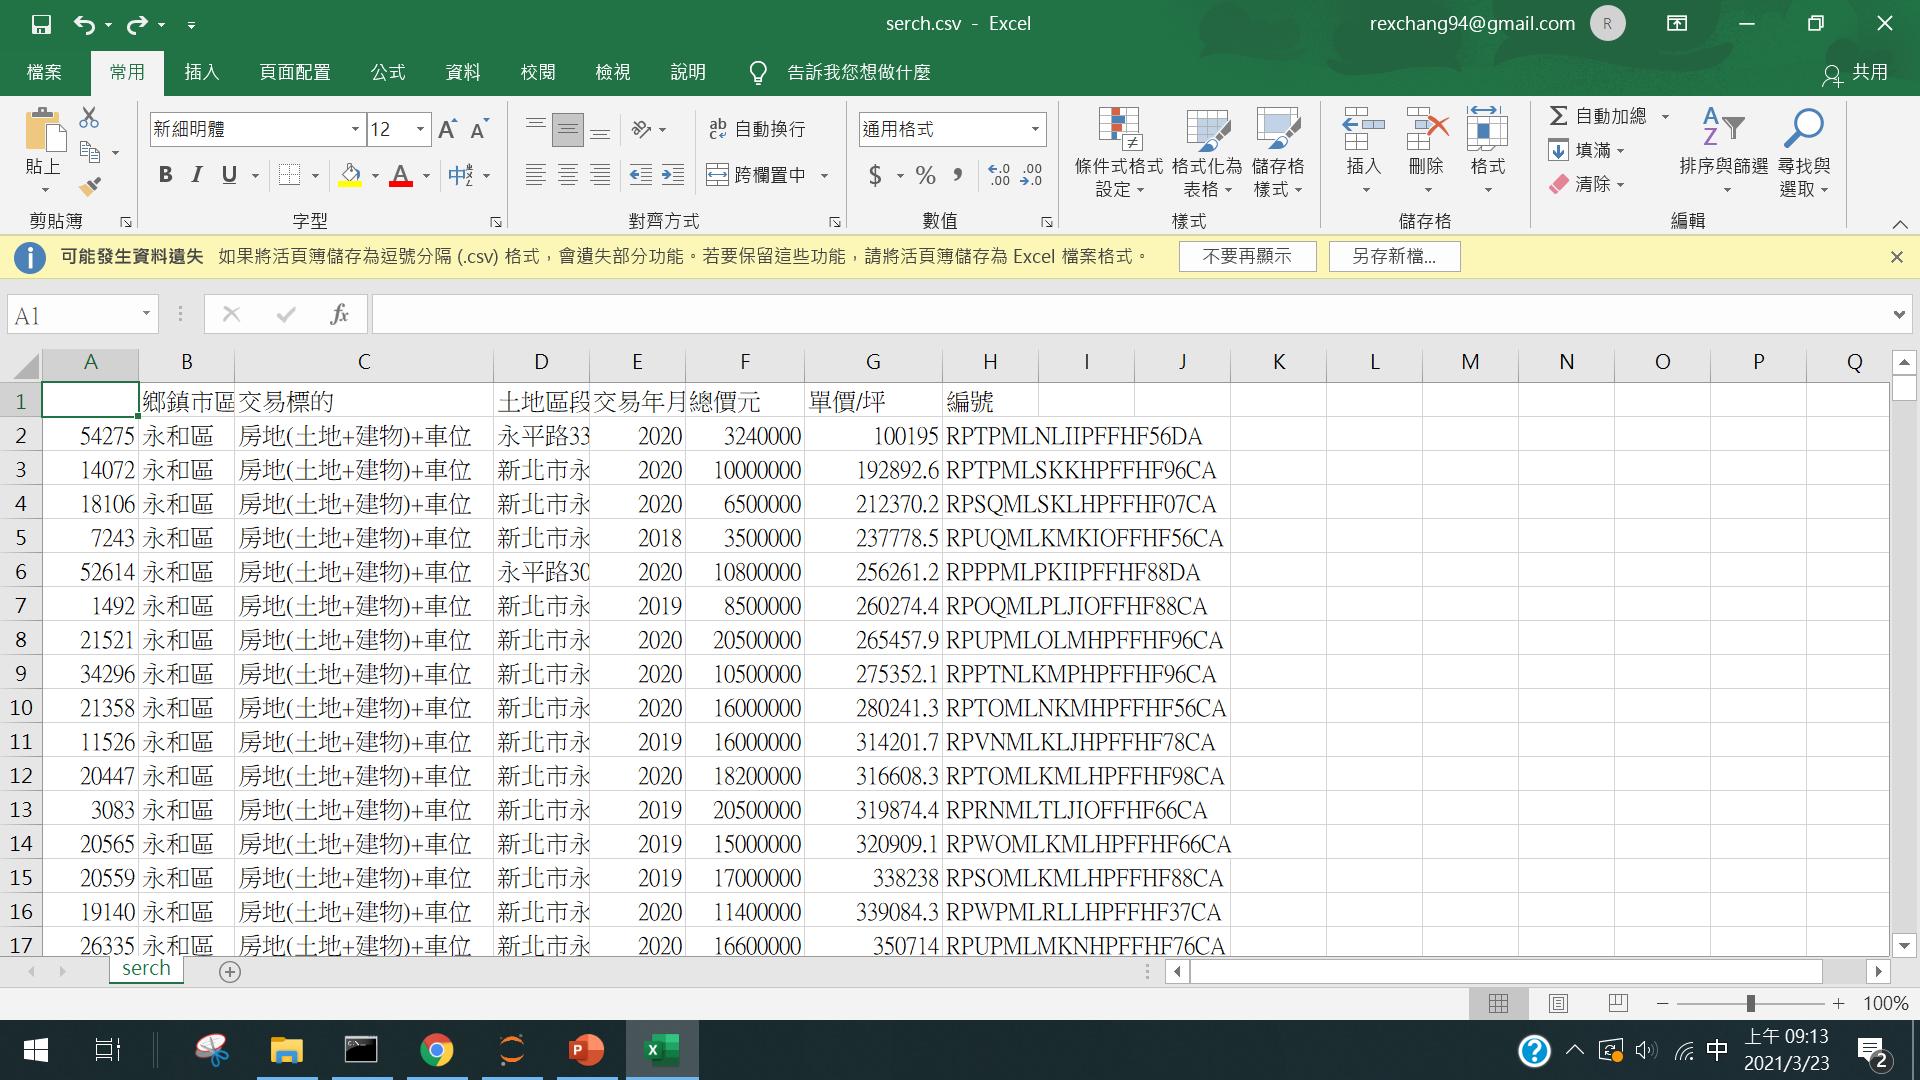 serch.csv - Excel
rexchang94@gmail.com
R
檔案 常用 插入 頁面配置 公式 資料 校閱 檢視 說明 告訴我您想做什麼 共用
新細明體 12 自動換行 通用格式 自動加總
貼上 B I U A 中 跨欄置中 $ % , 條件式格式 格式化為 儲存格 插入 刪除 格式 填滿 排序與篩選 尋找與
設定 表格 樣式 清除 選取
剪貼簿 字型 對齊方式 數值 樣式 儲存格 編輯
可能發生資料遺失 如果將活頁簿儲存為逗號分隔 (.csv) 格式，會遺失部分功能。若要保留這些功能，請將活頁簿儲存為 Excel 檔案格式。 不要再顯示 另存新檔...
A1 fx
A B C D E F G H I J K L M N O P Q
1 鄉鎮市區 交易標的 土地區段 交易年月 總價元 單價/坪 編號
2 54275 永和區 房地(土地+建物)+車位 永平路33 2020 3240000 100195 RPTPMLNLIIPFFHF56DA
3 14072 永和區 房地(土地+建物)+車位 新北市永 2020 10000000 192892.6 RPTPMLSKKHPFFHF96CA
4 18106 永和區 房地(土地+建物)+車位 新北市永 2020 6500000 212370.2 RPSQMLSKLHPFFHF07CA
5 7243 永和區 房地(土地+建物)+車位 新北市永 2018 3500000 237778.5 RPUQMLKMKIOFFHF56CA
6 52614 永和區 房地(土地+建物)+車位 永平路30 2020 10800000 256261.2 RPPPMLPKIIPFFHF88DA
7 1492 永和區 房地(土地+建物)+車位 新北市永 2019 8500000 260274.4 RPOQMLPLJIOFFHF88CA
8 21521 永和區 房地(土地+建物)+車位 新北市永 2020 20500000 265457.9 RPUPMLOLMHPFFHF96CA
9 34296 永和區 房地(土地+建物)+車位 新北市永 2020 10500000 275352.1 RPPTNLKMPHPFFHF96CA
10 21358 永和區 房地(土地+建物)+車位 新北市永 2020 16000000 280241.3 RPTOMLNKMHPFFHF56CA
11 11526 永和區 房地(土地+建物)+車位 新北市永 2019 16000000 314201.7 RPVNMLKLJHPFFHF78CA
12 20447 永和區 房地(土地+建物)+車位 新北市永 2020 18200000 316608.3 RPTOMLKMLHPFFHF98CA
13 3083 永和區 房地(土地+建物)+車位 新北市永 2019 20500000 319874.4 RPRNMLTLJIOFFHF66CA
14 20565 永和區 房地(土地+建物)+車位 新北市永 2019 15000000 320909.1 RPWOMLKMLHPFFHF66CA
15 20559 永和區 房地(土地+建物)+車位 新北市永 2019 17000000 338238 RPSOMLKMLHPFFHF88CA
16 19140 永和區 房地(土地+建物)+車位 新北市永 2020 11400000 339084.3 RPWPMLRLLHPFFHF37CA
17 26335 永和區 房地(土地+建物)+車位 新北市永 2020 16600000 350714 RPUPMLMKNHPFFHF76CA
serch
100%
中 上午 09:13
2021/3/23
2